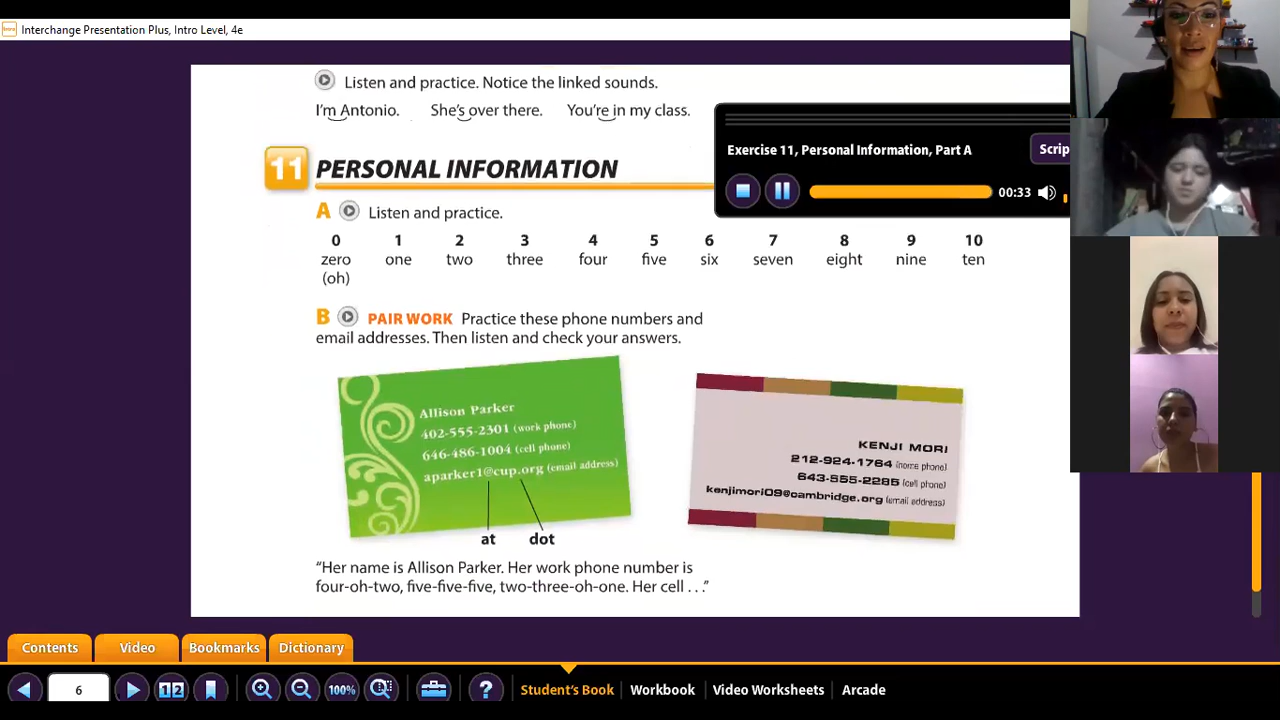 Interchange Presentation Plus, Intro Level, 4e
Listen and practice. Notice the linked sounds.
I'm Antonio. She's over there. You're in my class.
Exercise 11, Personal Information, Part A
Scrip
00:33
11 PERSONAL INFORMATION
A Listen and practice.
0 1 2 3 4 5 6 7 8 9 10
zero one two three four five six seven eight nine ten
(oh)
B PAIR WORK Practice these phone numbers and
email addresses. Then listen and check your answers.
Allison Parker
402-555-2301 (work phone)
646-486-1004 (cell phone)
aparker1@cup.org (email address)
at dot
KENJI MORI
212-924-1764 (home phone)
643-555-2285 (cell phone)
kenjimori09@cambridge.org (email address)
"Her name is Allison Parker. Her work phone number is
four-oh-two, five-five-five, two-three-oh-one. Her cell . . ."
Contents Video Bookmarks Dictionary
6 12 100% ? Student's Book Workbook Video Worksheets Arcade